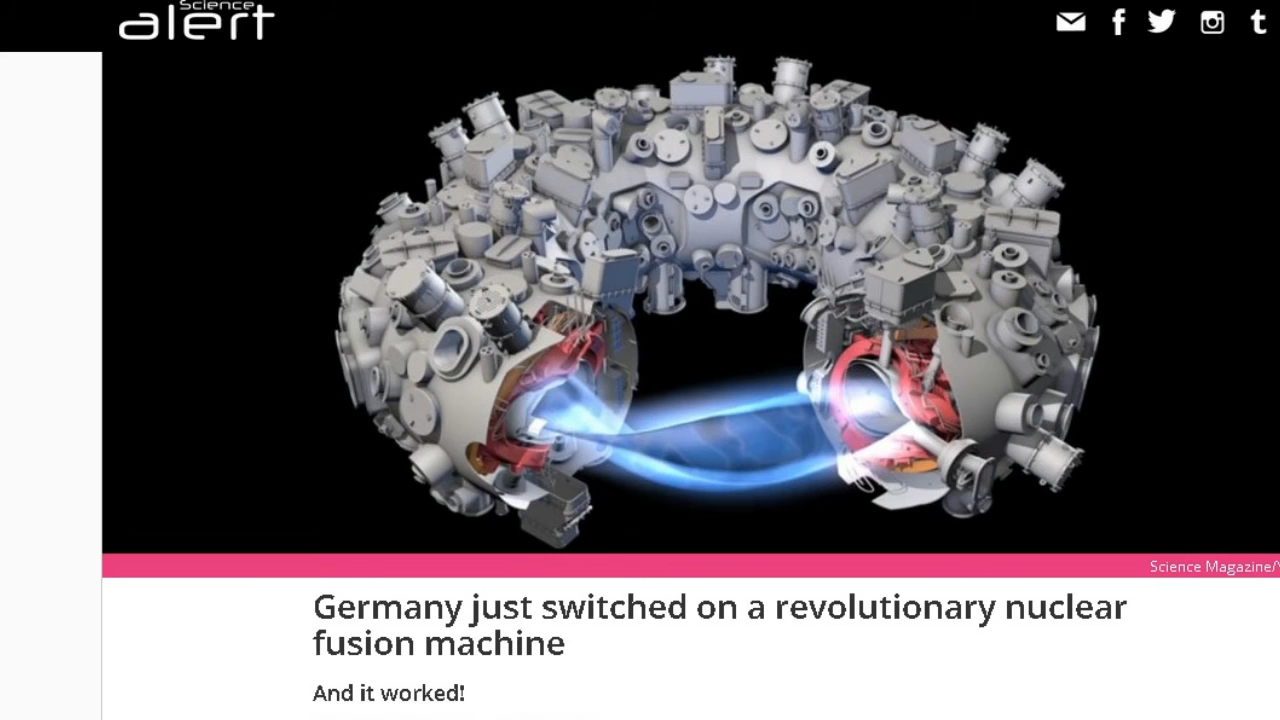 Science
alert
Science Magazine/
Germany just switched on a revolutionary nuclear
fusion machine
And it worked!